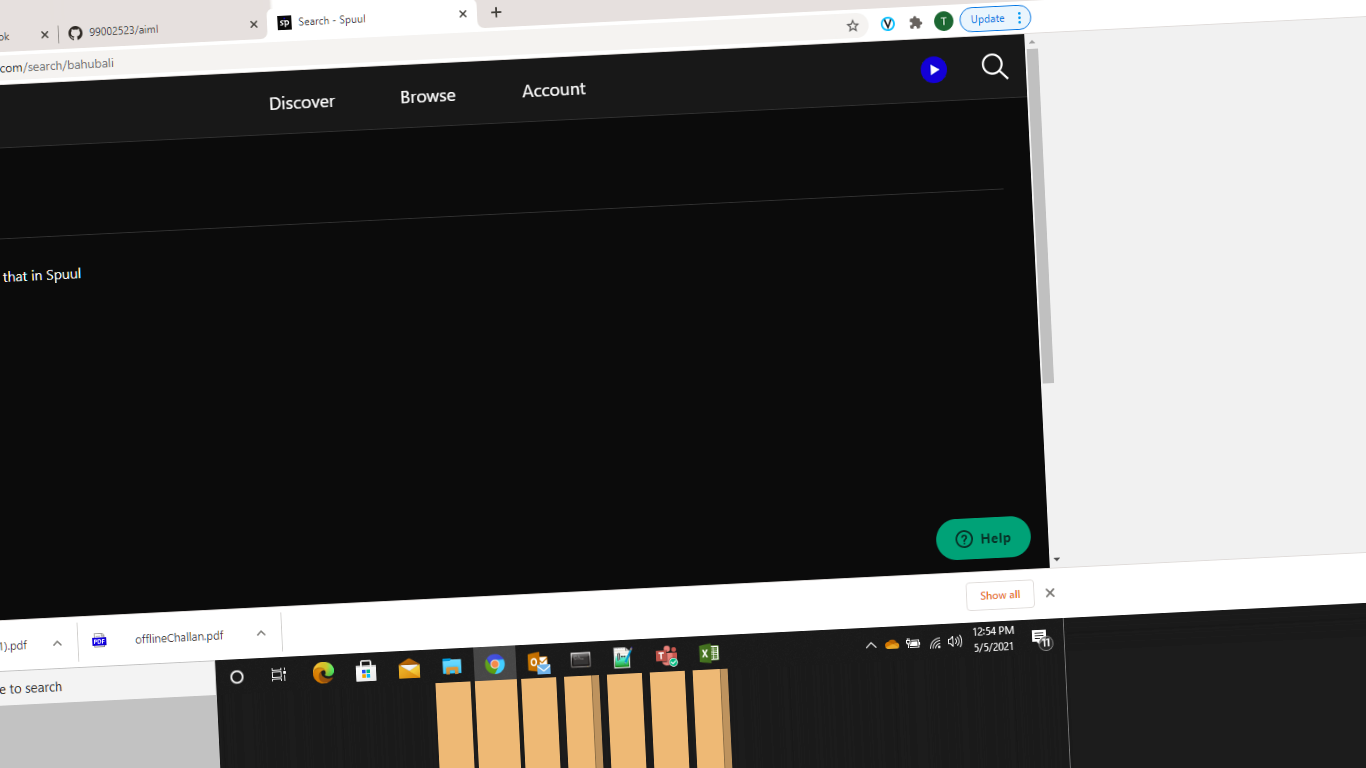 ok
99002523/aiml
sp Search - Spuul
Update
com/search/bahubali
T
Discover Browse Account
that in Spuul
Help
Show all
1).pdf
PDF
offlineChallan.pdf
12:54 PM
5/5/2021
11
e to search